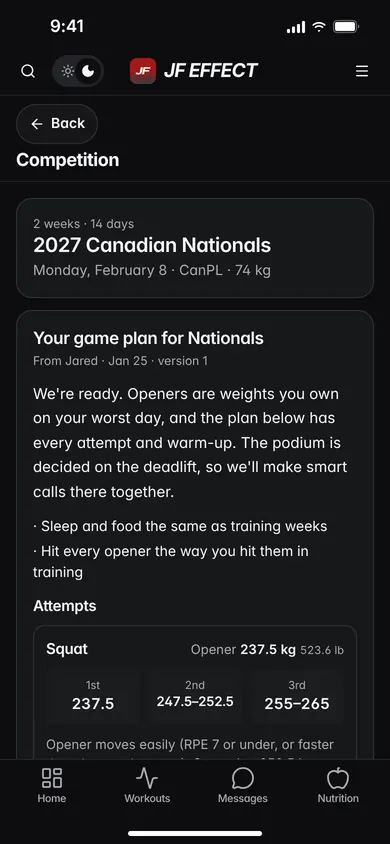 9:41
JF JF EFFECT
Back
Competition
2 weeks · 14 days
2027 Canadian Nationals
Monday, February 8 · CanPL · 74 kg
Your game plan for Nationals
From Jared · Jan 25 · version 1
We're ready. Openers are weights you own
on your worst day, and the plan below has
every attempt and warm-up. The podium is
decided on the deadlift, so we'll make smart
calls there together.
· Sleep and food the same as training weeks
· Hit every opener the way you hit them in
training
Attempts
Squat Opener 237.5 kg 523.6 lb
1st 2nd 3rd
237.5 247.5–252.5 255–265
Opener moves easily (RPE 7 or under, or faster
Home Workouts Messages Nutrition